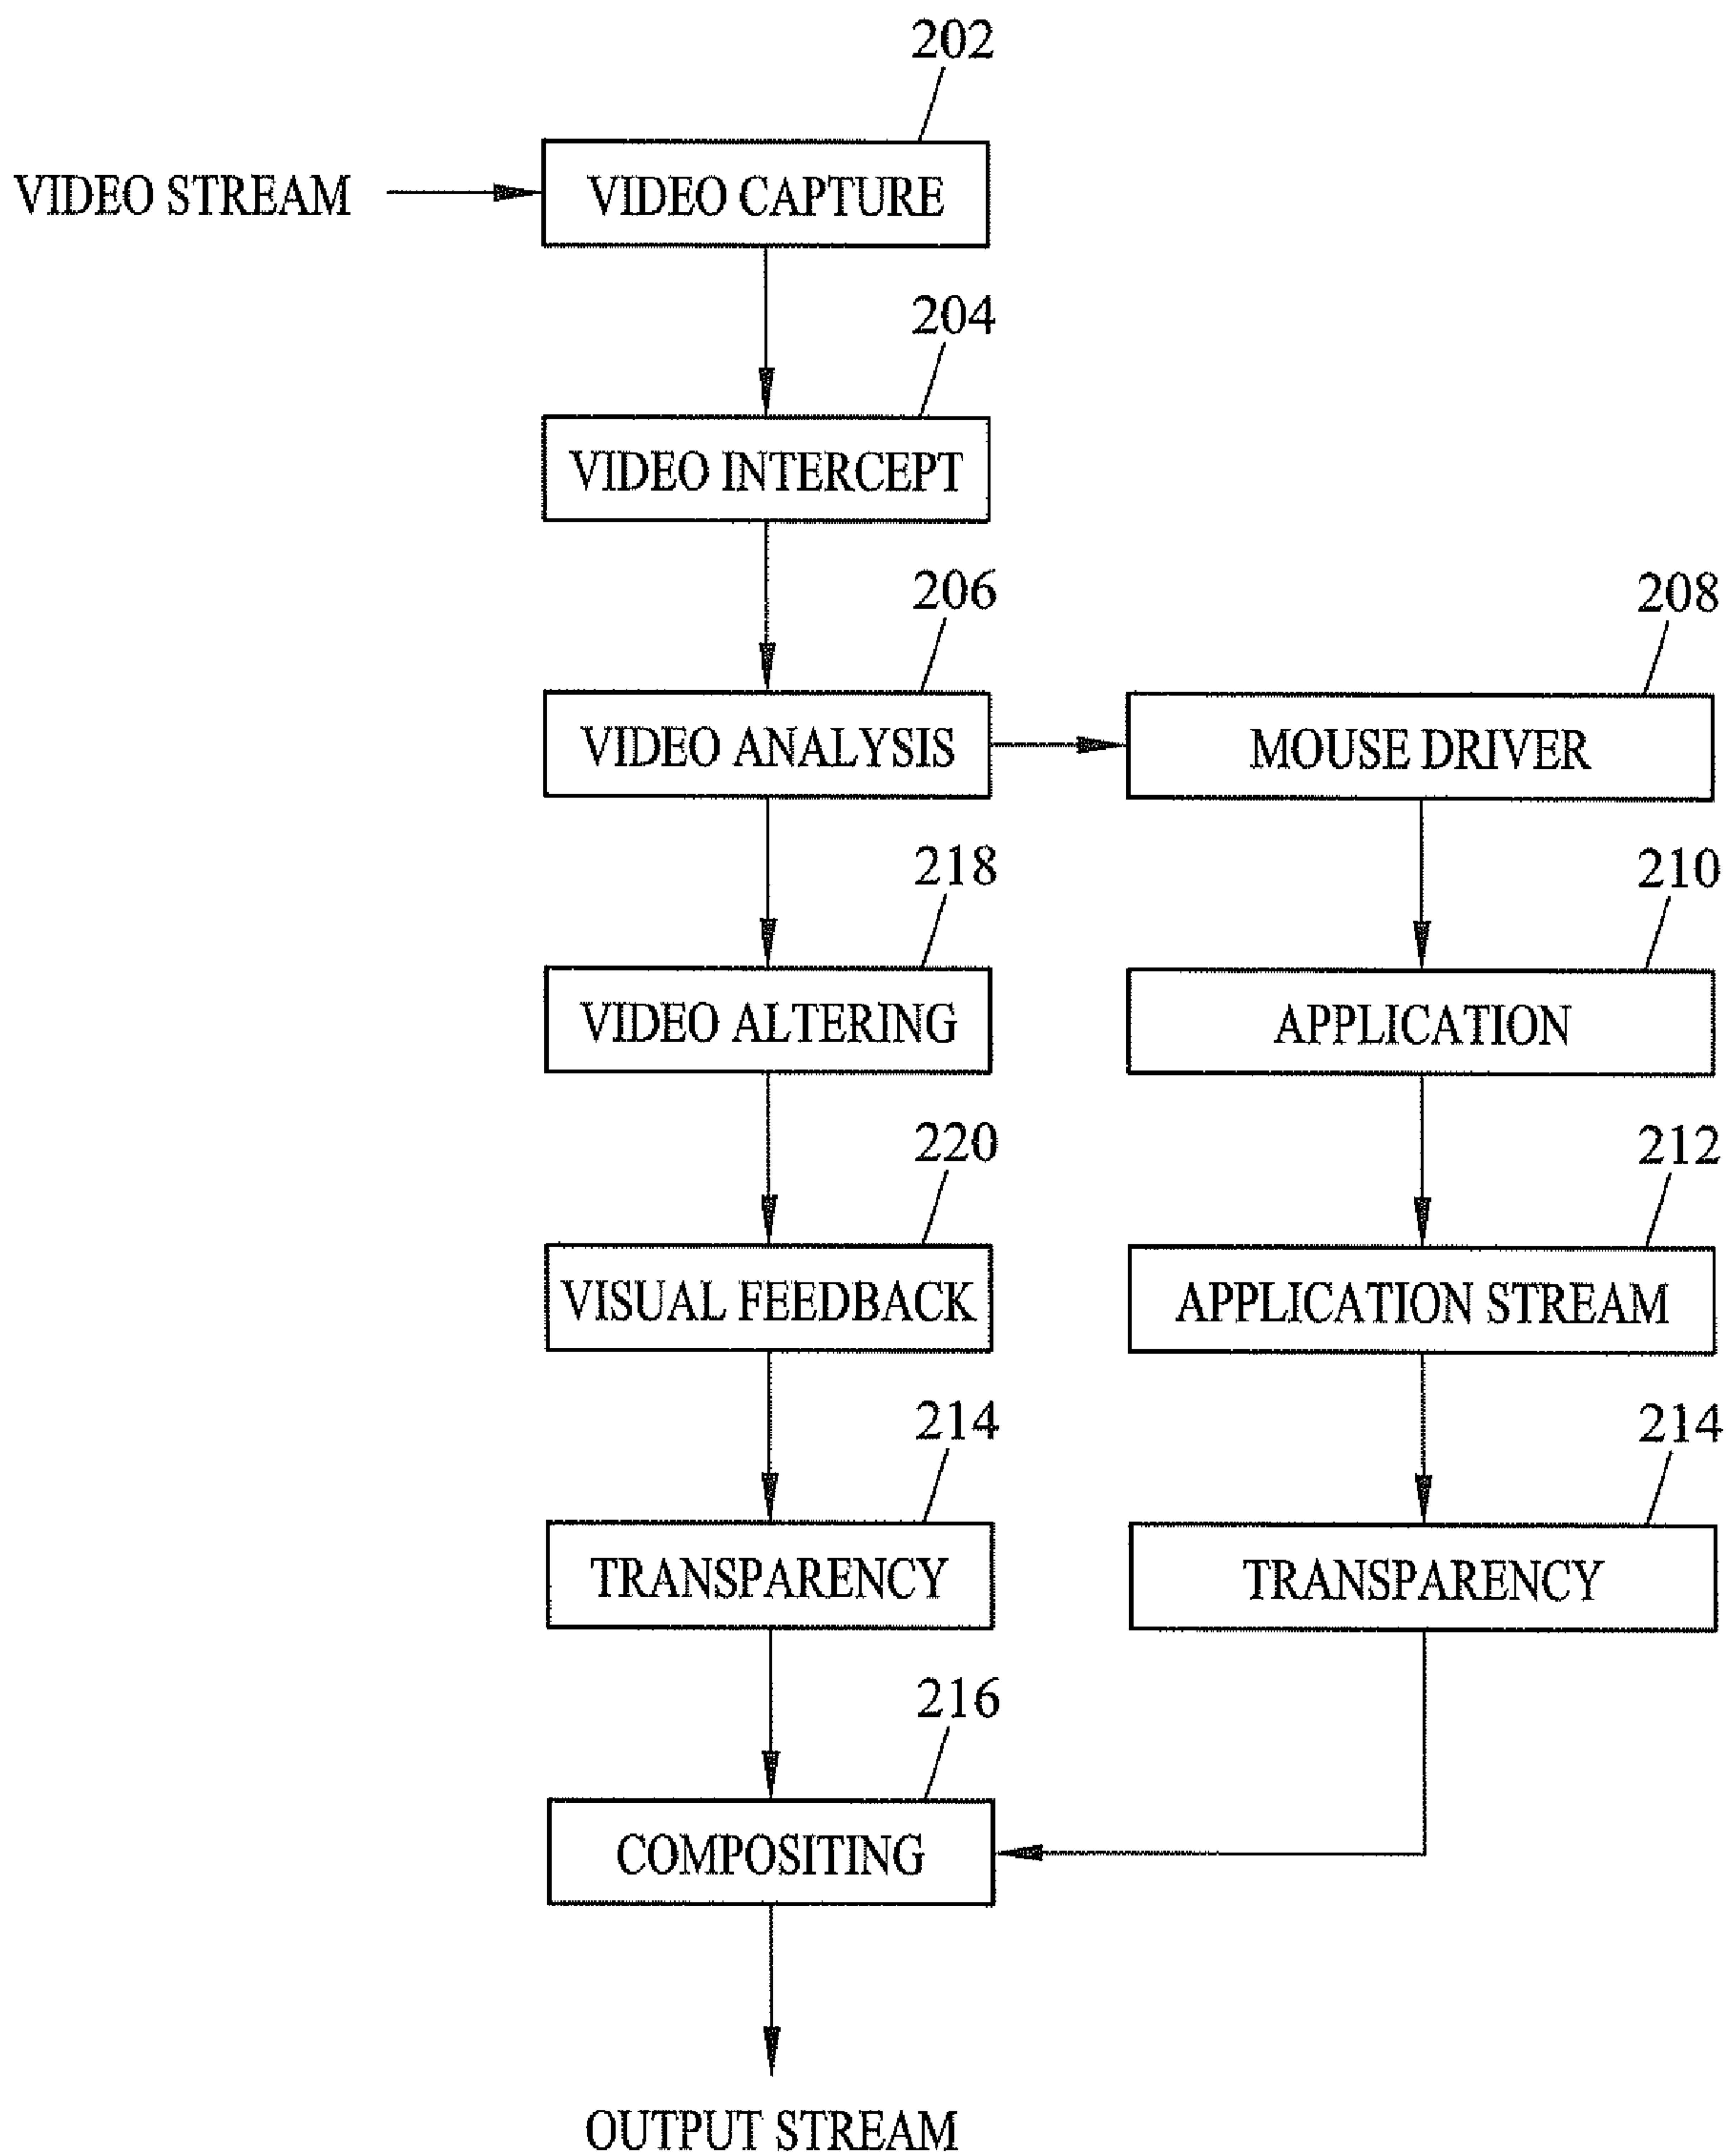 202
VIDEO STREAM
VIDEO CAPTURE
204
VIDEO INTERCEPT
206
208
VIDEO ANALYSIS
MOUSE DRIVER
218
210
VIDEO ALTERING
APPLICATION
220
212
VISUAL FEEDBACK
APPLICATION STREAM
214
214
TRANSPARENCY
TRANSPARENCY
216
COMPOSITING
OUTPUT STREAM